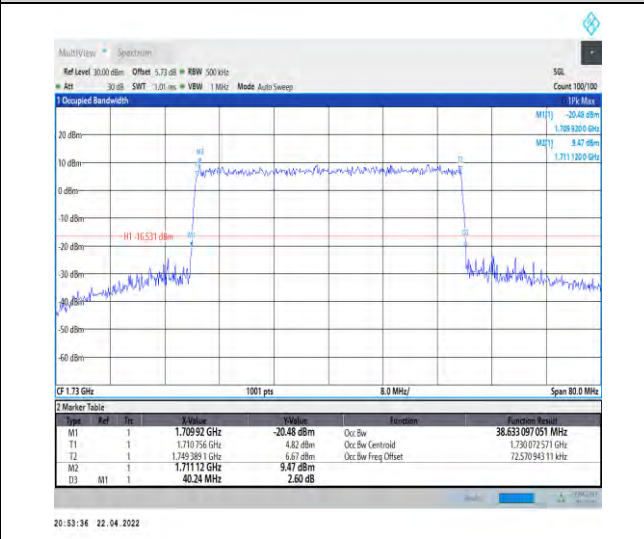 MultiView Spectrum
Ref Level 30.00 dBm Offset 5.73 dB RBW 500 kHz SGL
Att 30 dB SWT 1.01 ms VBW 1 MHz Mode Auto Sweep Count 100/100
1 Occupied Bandwidth 1Pk Max
M1[1] -20.48 dBm
1.709 920 0 GHz
20 dBm M2[1] 9.47 dBm
1.711 120 0 GHz
M2
10 dBm
0 dBm
-10 dBm
H1 -16.531 dBm
-20 dBm
-30 dBm
-40 dBm
-50 dBm
-60 dBm
CF 1.73 GHz 1001 pts 8.0 MHz/ Span 80.0 MHz
2 Marker Table
Type Ref Trc X-Value Y-Value Function Function Result
M1 1 1.709 92 GHz -20.48 dBm Occ Bw 38.633 097 051 MHz
T1 1 1.710 756 GHz 4.82 dBm Occ Bw Centroid 1.730 072 571 GHz
T2 1 1.749 389 1 GHz 6.67 dBm Occ Bw Freq Offset 72.570 943 11 kHz
M2 1 1.711 12 GHz 9.47 dBm
D3 M1 1 40.24 MHz 2.60 dB
20:53:36 22.04.2022